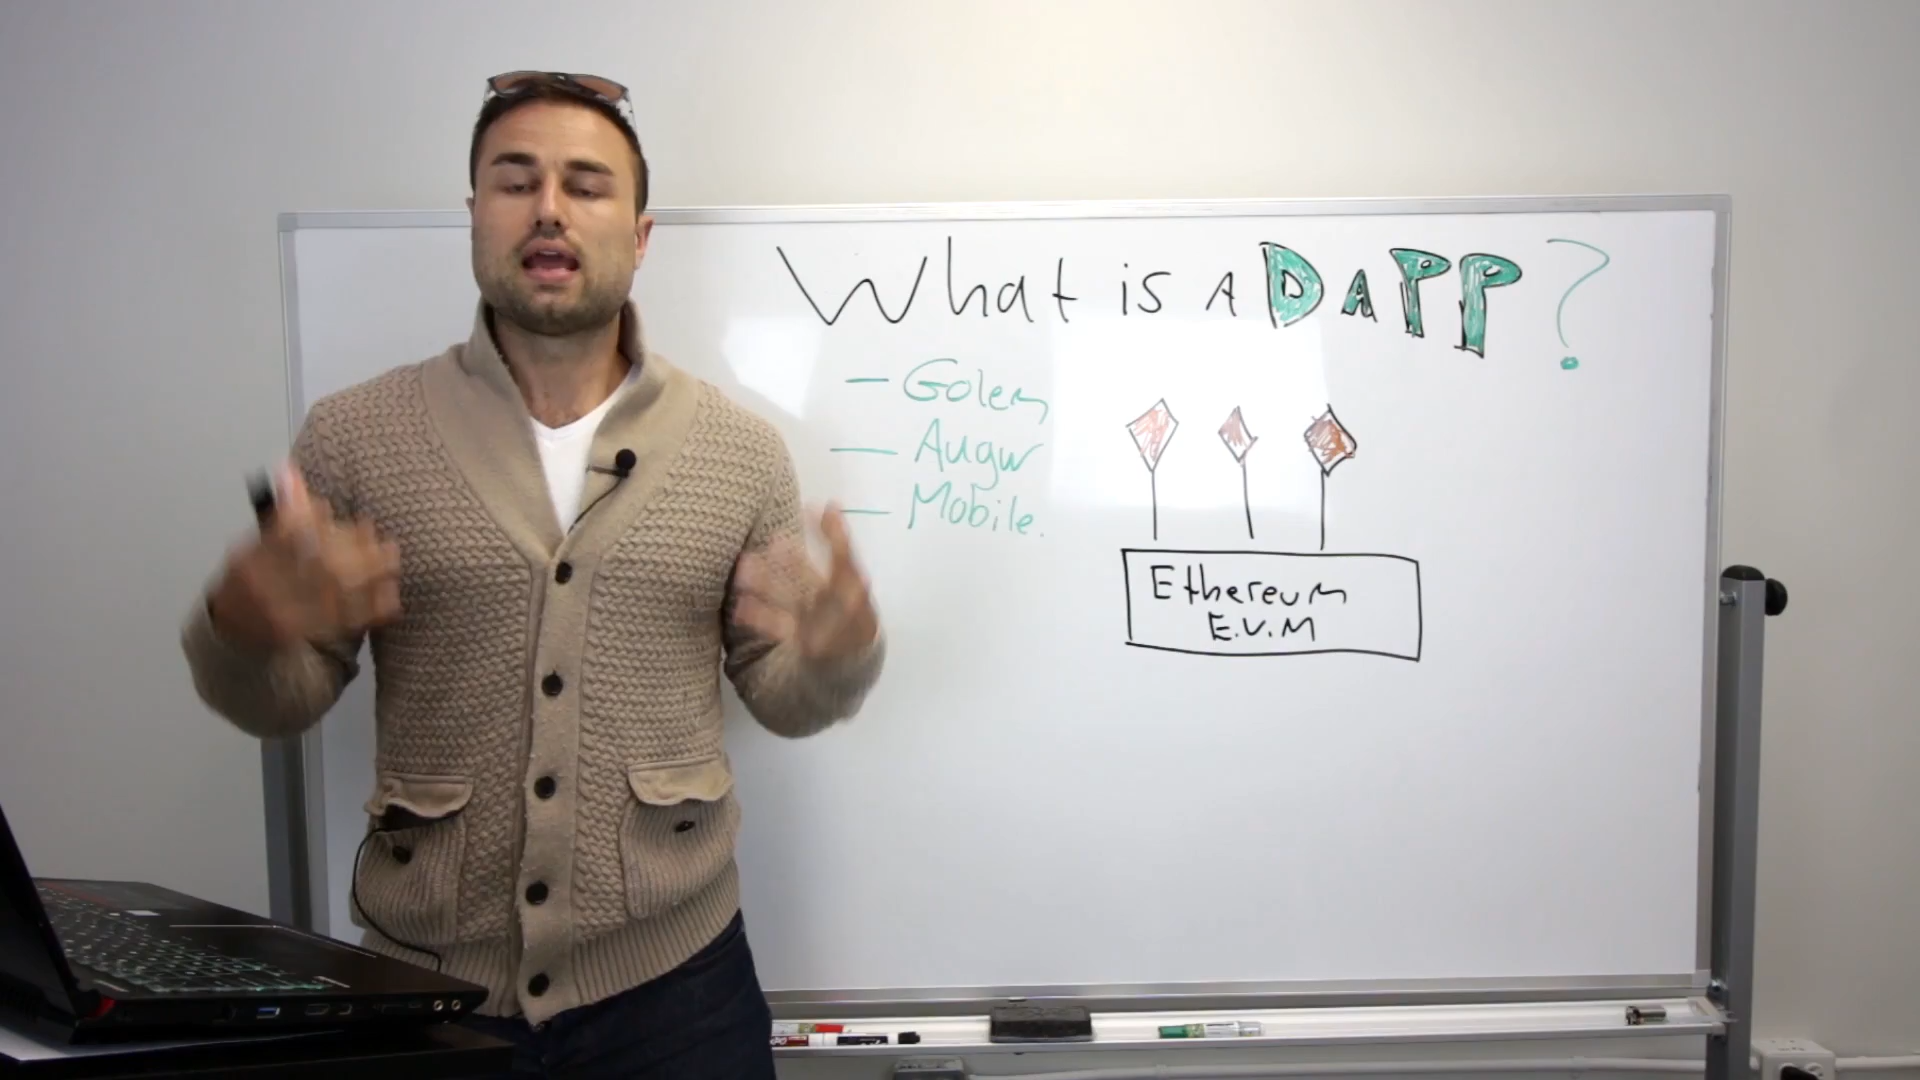 What is A DAPP?
- Golem
- Augur
- Mobile.
Ethereum
E.V.M